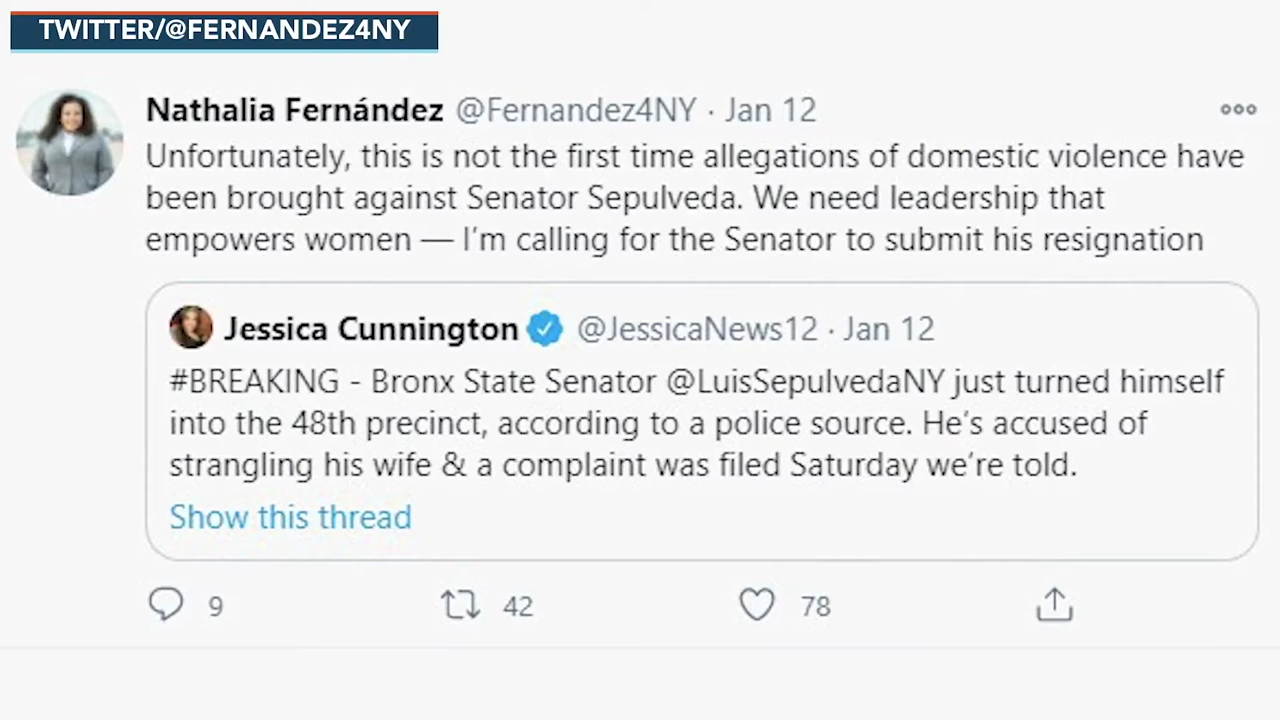 TWITTER/@FERNANDEZ4NY
Nathalia Fernández @Fernandez4NY · Jan 12
Unfortunately, this is not the first time allegations of domestic violence have
been brought against Senator Sepulveda. We need leadership that
empowers women — I'm calling for the Senator to submit his resignation
Jessica Cunnington @JessicaNews12 · Jan 12
#BREAKING - Bronx State Senator @LuisSepulvedaNY just turned himself
into the 48th precinct, according to a police source. He's accused of
strangling his wife & a complaint was filed Saturday we're told.
Show this thread
9 42 78